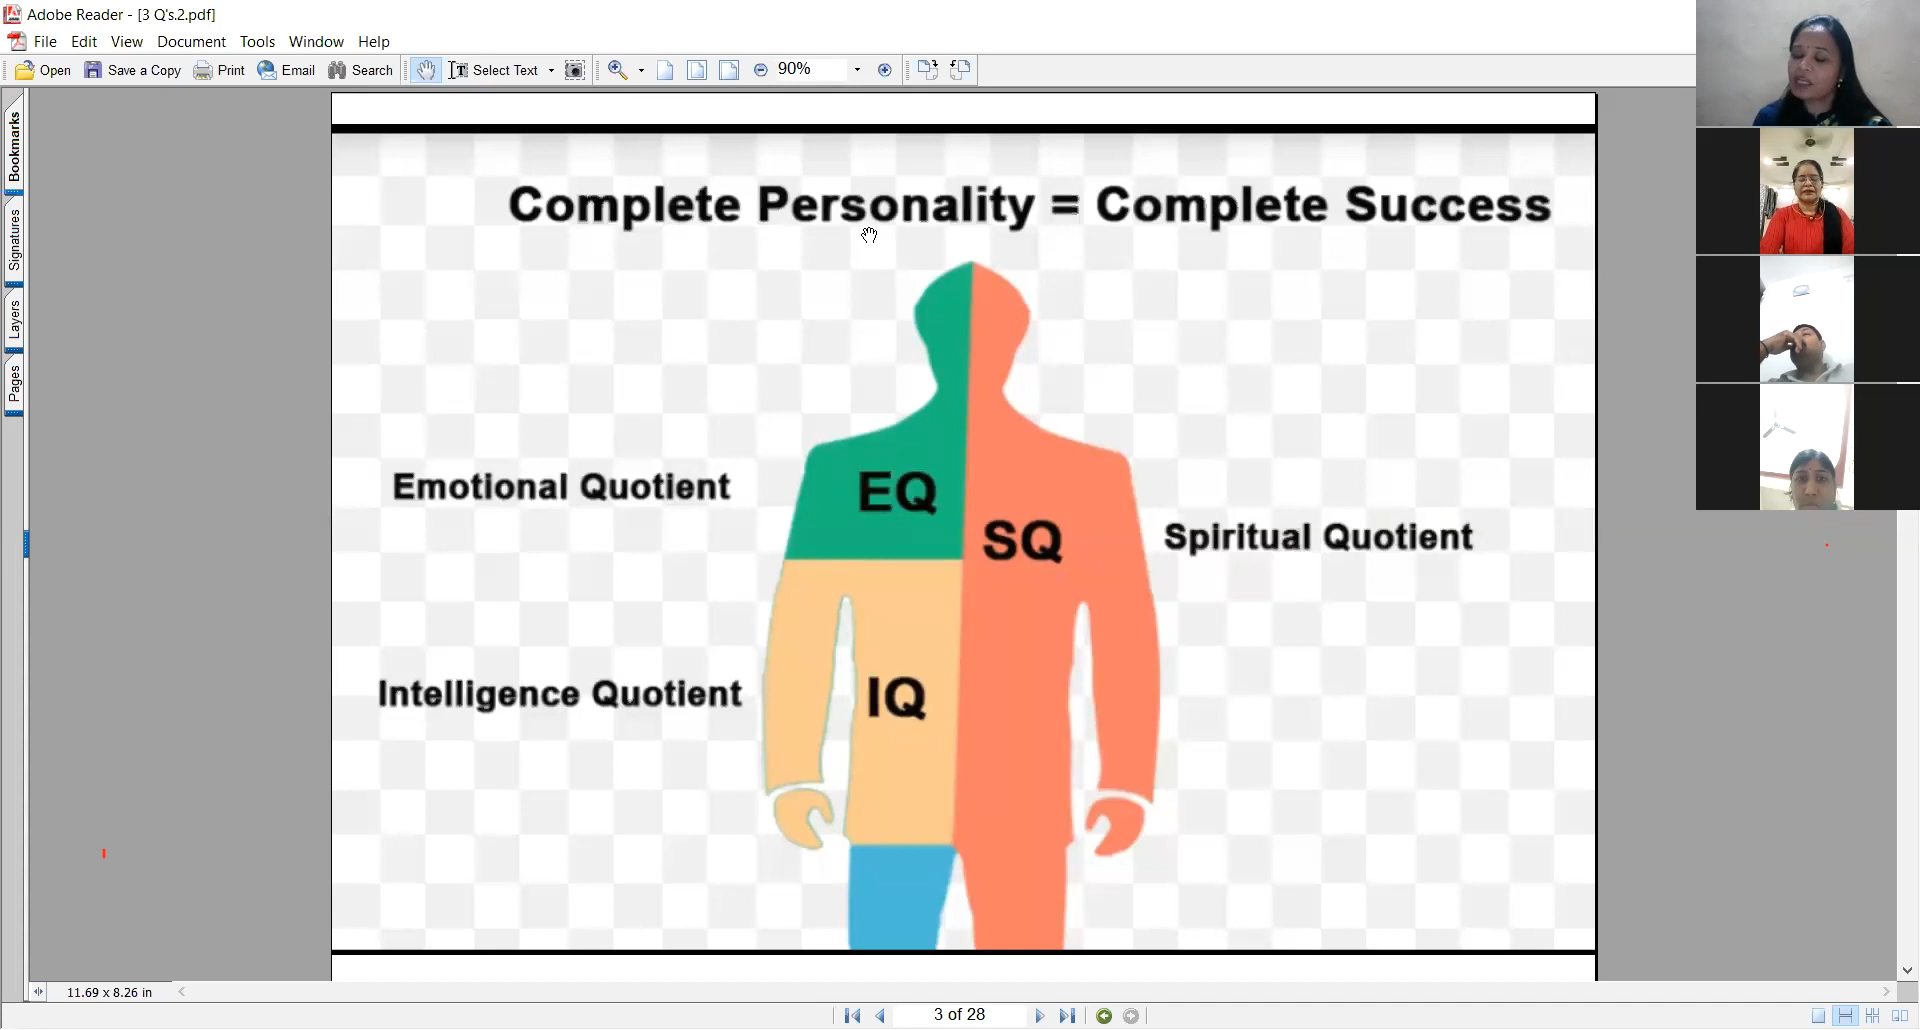 Adobe Reader - [3 Q's.2.pdf]
File Edit View Document Tools Window Help
Open Save a Copy Print Email Search Select Text 90%
Bookmarks
Signatures
Layers
Pages
Complete Personality = Complete Success
Emotional Quotient
EQ
SQ
Spiritual Quotient
Intelligence Quotient
IQ
11.69 x 8.26 in
3 of 28